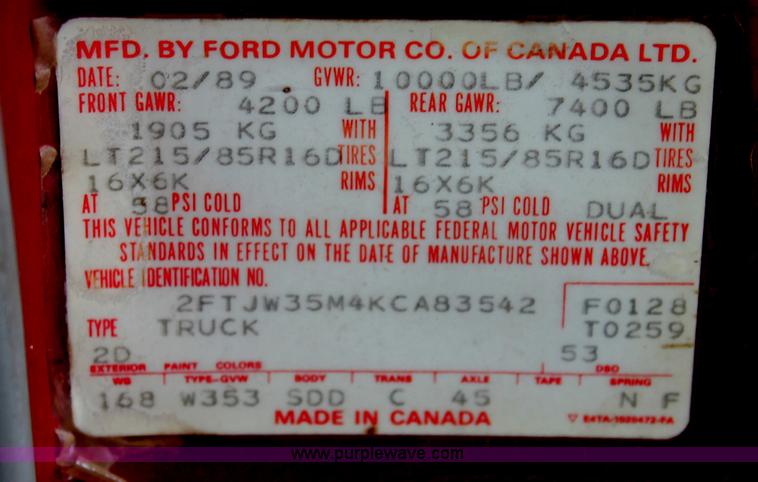 MFD. BY FORD MOTOR CO. OF CANADA LTD.
DATE: 02/89 GVWR: 10000LB/ 4535KG
FRONT GAWR: 4200 LB REAR GAWR: 7400 LB
1905 KG WITH 3356 KG WITH
LT215/85R16D TIRES LT215/85R16D TIRES
16X6K RIMS 16X6K RIMS
AT 58 PSI COLD AT 58 PSI COLD DUAL
THIS VEHICLE CONFORMS TO ALL APPLICABLE FEDERAL MOTOR VEHICLE SAFETY
STANDARDS IN EFFECT ON THE DATE OF MANUFACTURE SHOWN ABOVE.
VEHICLE IDENTIFICATION NO.
2FTJW35M4KCA83542 F0128
TYPE TRUCK T0259
2D 53
EXTERIOR PAINT COLORS DSO
WB TYPE-GVW BODY TRANS AXLE TAPE SPRING
168 W353 SDD C 45 N F
MADE IN CANADA
www.purplewave.com